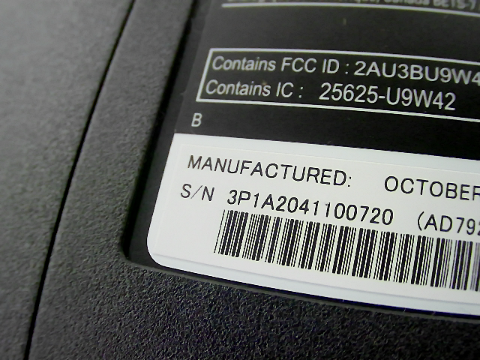 Contains FCC ID : 2AU3BU9W4
Contains IC : 25625-U9W42
B
MANUFACTURED: OCTOBER
S/N 3P1A2041100720 (AD792